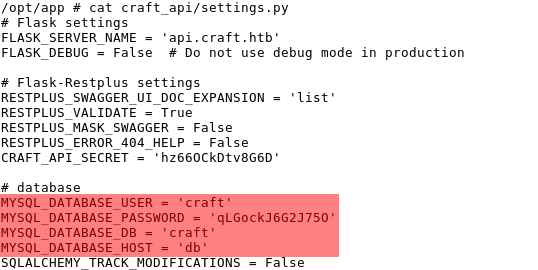 /opt/app # cat craft_api/settings.py
# Flask settings
FLASK_SERVER_NAME = 'api.craft.htb'
FLASK_DEBUG = False  # Do not use debug mode in production

# Flask-Restplus settings
RESTPLUS_SWAGGER_UI_DOC_EXPANSION = 'list'
RESTPLUS_VALIDATE = True
RESTPLUS_MASK_SWAGGER = False
RESTPLUS_ERROR_404_HELP = False
CRAFT_API_SECRET = 'hz66OCkDtv8G6D'

# database
MYSQL_DATABASE_USER = 'craft'
MYSQL_DATABASE_PASSWORD = 'qLGockJ6G2J75O'
MYSQL_DATABASE_DB = 'craft'
MYSQL_DATABASE_HOST = 'db'
SQLALCHEMY_TRACK_MODIFICATIONS = False